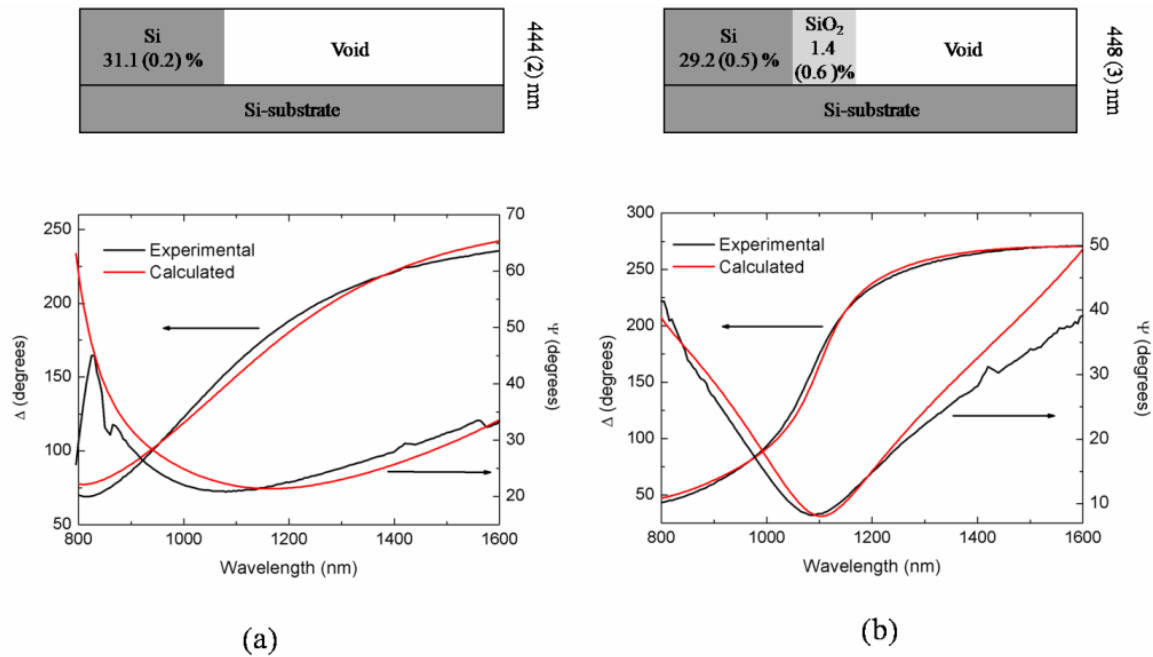 Si
31.1 (0.2) %
Void
Si-substrate
444 (2) nm
Si
29.2 (0.5) %
SiO2
1.4
(0.6)%
Void
Si-substrate
448 (3) nm
250
200
150
100
50
Δ (degrees)
Experimental
Calculated
70
60
50
40
30
20
Ψ (degrees)
800 1000 1200 1400 1600
Wavelength (nm)
(a)
300
250
200
150
100
50
Δ (degrees)
Experimental
Calculated
50
40
30
20
10
Ψ (degrees)
800 1000 1200 1400 1600
Wavelength (nm)
(b)